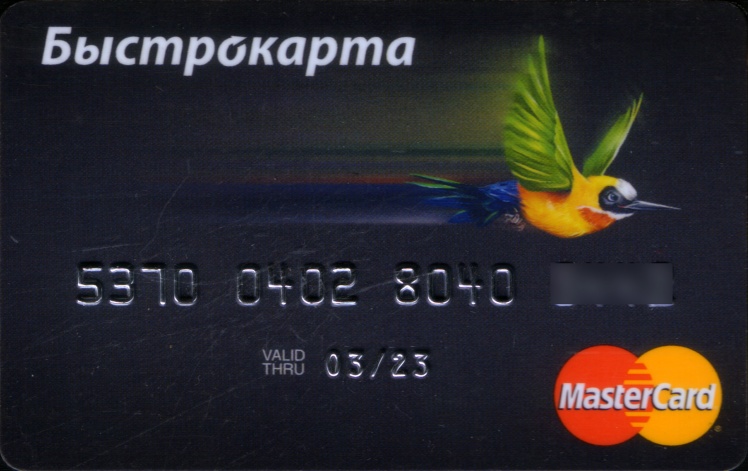 Быстрокарта
5370 0402 8040
VALID
THRU 03/23
MasterCard